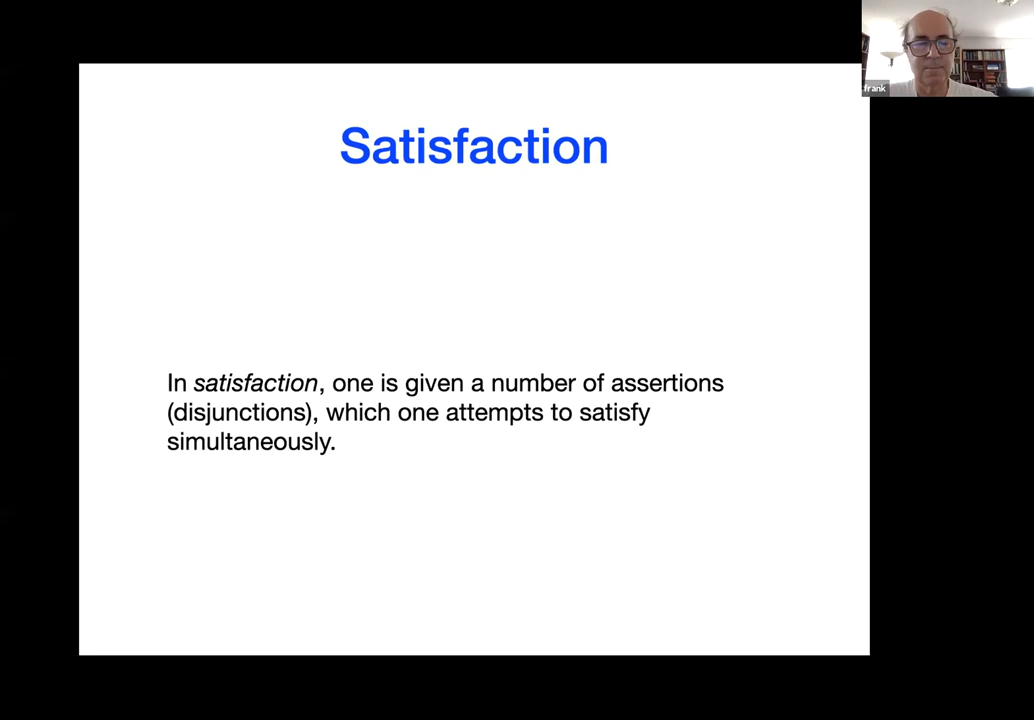 frank
Satisfaction
In satisfaction, one is given a number of assertions
(disjunctions), which one attempts to satisfy
simultaneously.